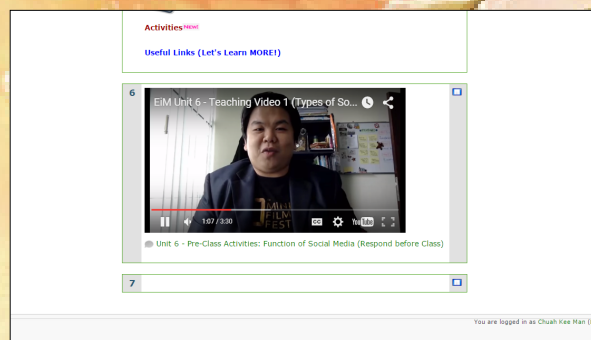 Activities NEW!
Useful Links (Let's Learn MORE!)
6
EiM Unit 6 - Teaching Video 1 (Types of So...
FILM
FEST
1:07 / 3:30
CC
YouTube
Unit 6 - Pre-Class Activities: Function of Social Media (Respond before Class)
7
You are logged in as Chuah Kee Man (